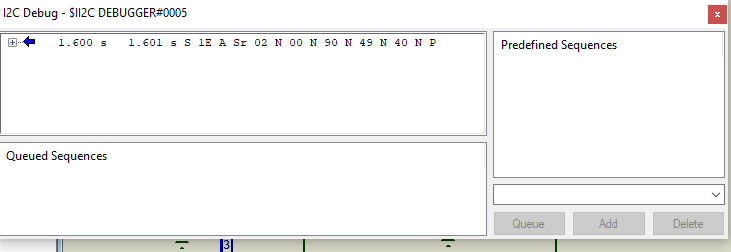 I2C Debug - $II2C DEBUGGER#0005
x
1.600 s 1.601 s S 1E A Sr 02 N 00 N 90 N 49 N 40 N P
Predefined Sequences
Queued Sequences
Queue Add Delete
3